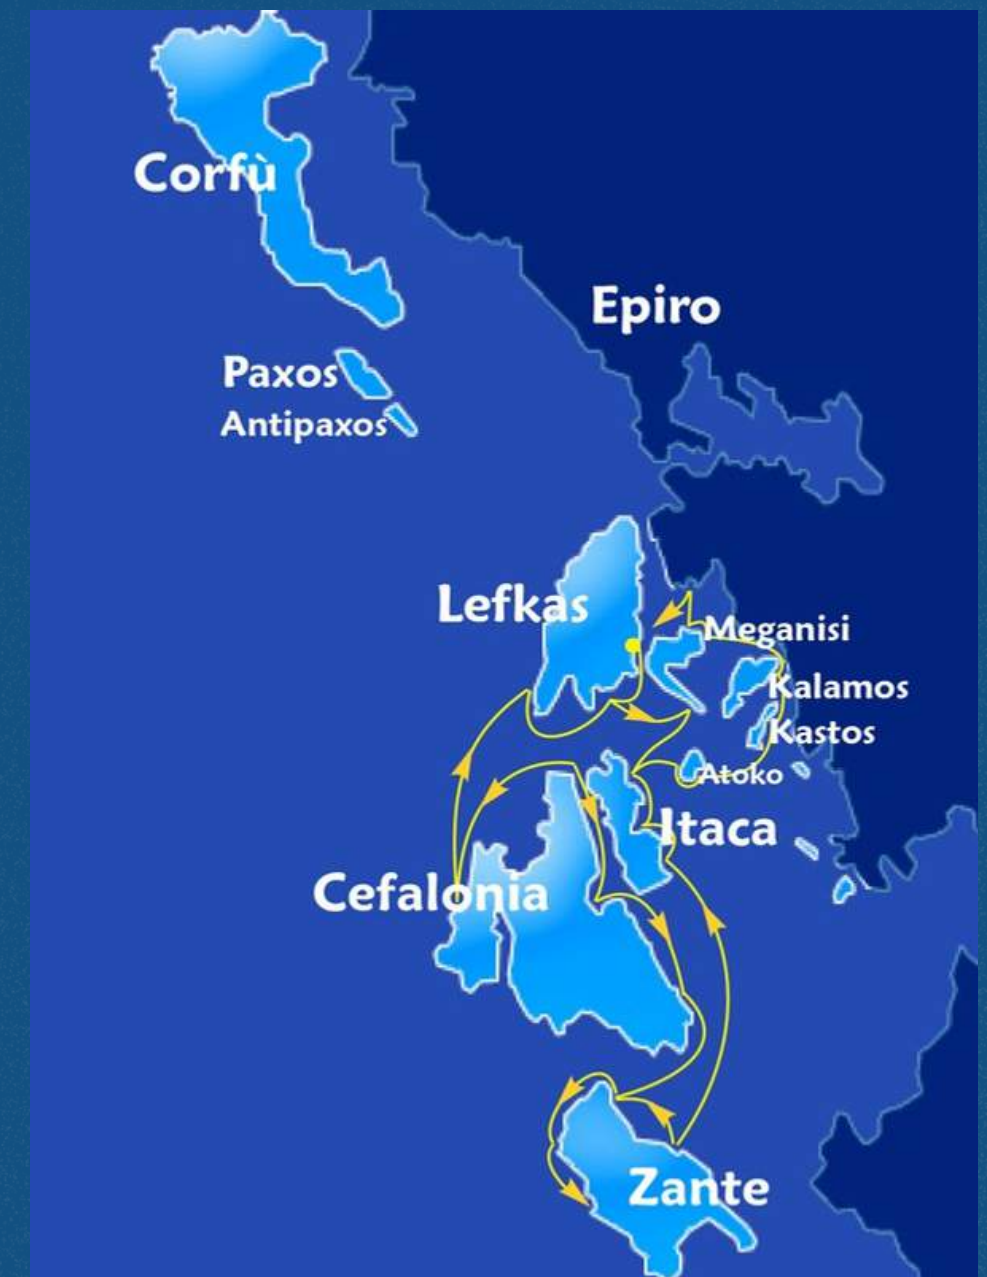 Corfù
Epiro
Paxos
Antipaxos
Lefkas
Meganisi
Kalamos
Kastos
Atoko
Itaca
Cefalonia
Zante